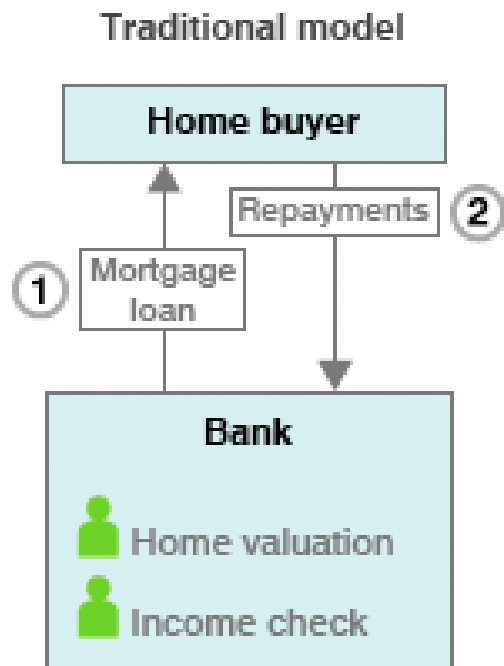 Traditional model
Home buyer
Repayments
2
1
Mortgage
loan
Bank
Home valuation
Income check